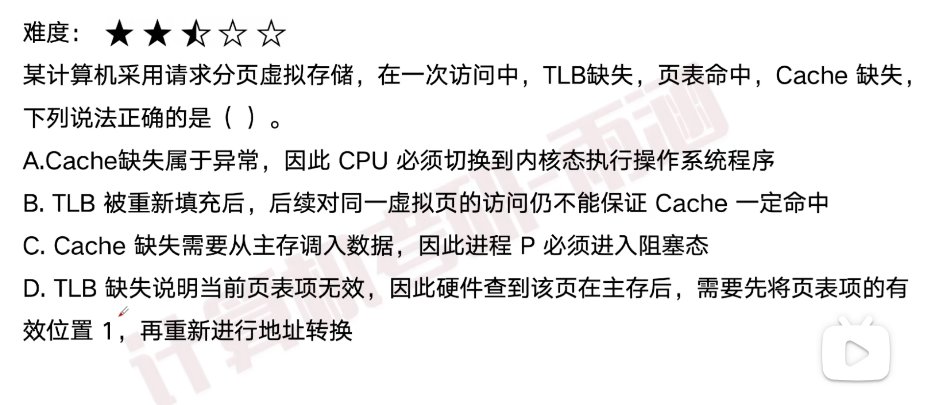 难度： ★ ★ ⯪ ☆ ☆
某计算机采用请求分页虚拟存储，在一次访问中，TLB缺失，页表命中，Cache 缺失，
下列说法正确的是（ ）。
A.Cache缺失属于异常，因此 CPU 必须切换到内核态执行操作系统程序
B. TLB 被重新填充后，后续对同一虚拟页的访问仍不能保证 Cache 一定命中
C. Cache 缺失需要从主存调入数据，因此进程 P 必须进入阻塞态
D. TLB 缺失说明当前页表项无效，因此硬件查到该页在主存后，需要先将页表项的有
效位置 1，再重新进行地址转换
计算机考研-雨涵